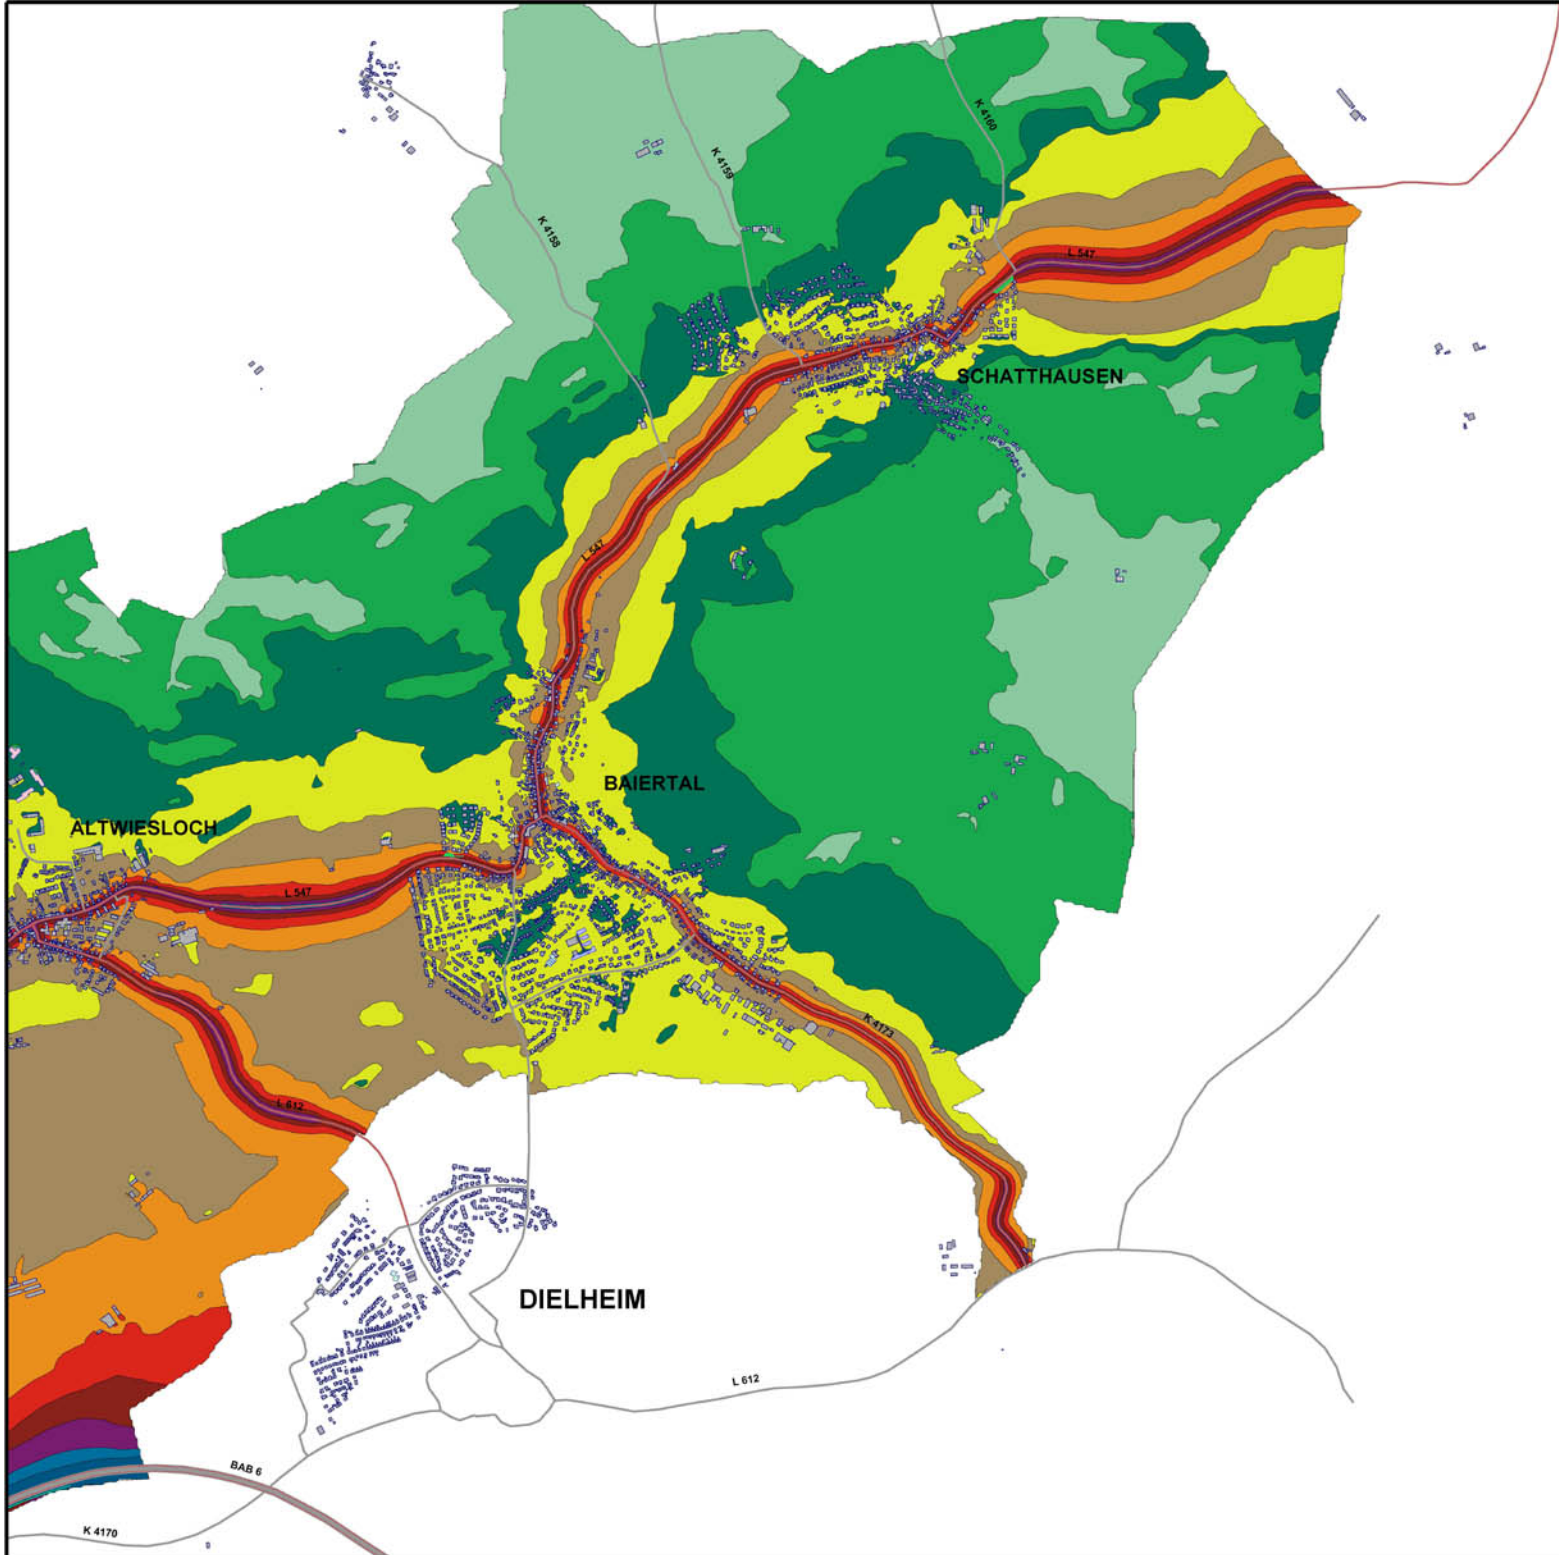 K 4160
K 4159
K 4158
L 547
SCHATTHAUSEN
L 547
BAIERTAL
ALTWIESLOCH
L 547
K 4173
L 612
DIELHEIM
L 612
BAB 6
K 4170